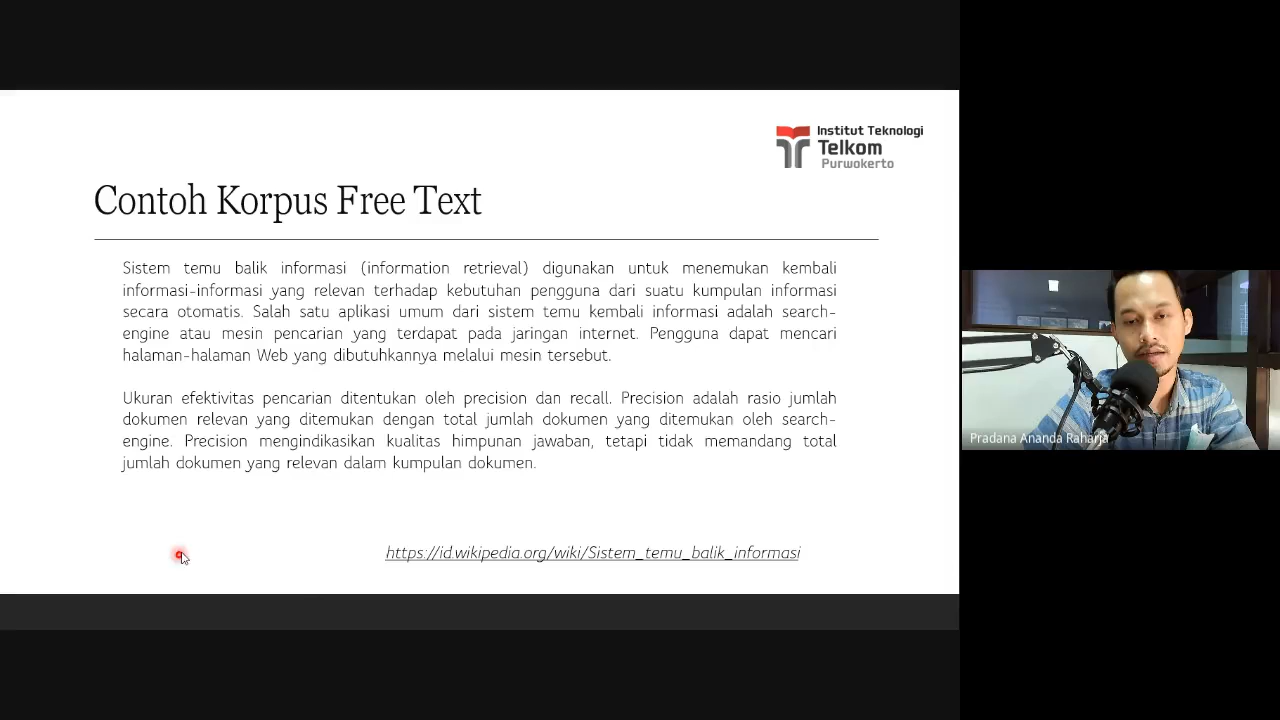 Institut Teknologi
Telkom
Purwokerto
Contoh Korpus Free Text
Sistem temu balik informasi (information retrieval) digunakan untuk menemukan kembali
informasi-informasi yang relevan terhadap kebutuhan pengguna dari suatu kumpulan informasi
secara otomatis. Salah satu aplikasi umum dari sistem temu kembali informasi adalah search-
engine atau mesin pencarian yang terdapat pada jaringan internet. Pengguna dapat mencari
halaman-halaman Web yang dibutuhkannya melalui mesin tersebut.
Ukuran efektivitas pencarian ditentukan oleh precision dan recall. Precision adalah rasio jumlah
dokumen relevan yang ditemukan dengan total jumlah dokumen yang ditemukan oleh search-
engine. Precision mengindikasikan kualitas himpunan jawaban, tetapi tidak memandang total
jumlah dokumen yang relevan dalam kumpulan dokumen.
https://id.wikipedia.org/wiki/Sistem_temu_balik_informasi
Pradana Ananda Raharja